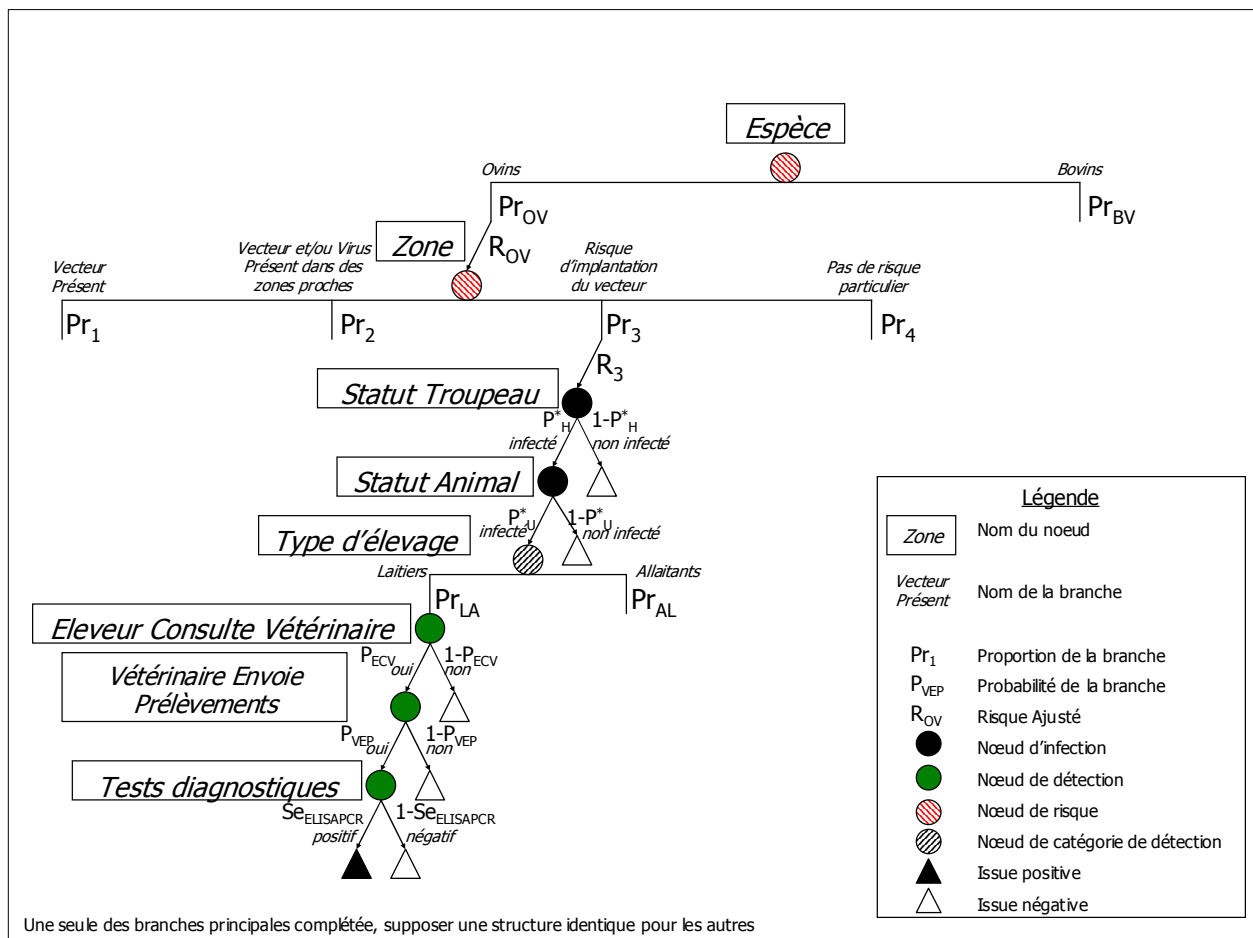 Espèce
Ovins
Bovins
Pr_OV
Pr_BV
Zone
R_OV
Vecteur
Présent
Vecteur et/ou Virus
Présent dans des
zones proches
Risque
d'implantation
du vecteur
Pas de risque
particulier
Pr_1
Pr_2
Pr_3
Pr_4
R_3
Statut Troupeau
P*_H
1-P*_H
infecté
non infecté
Statut Animal
P*_U
1-P*_U
infecté
non infecté
Type d'élevage
Laitiers
Allaitants
Pr_LA
Pr_AL
Eleveur Consulte Vétérinaire
P_ECV
1-P_ECV
oui
non
Vétérinaire Envoie
Prélèvements
P_VEP
1-P_VEP
oui
non
Tests diagnostiques
Se_ELISAPCR
1-Se_ELISAPCR
positif
négatif
Légende
Zone
Nom du noeud
Vecteur
Présent
Nom de la branche
Pr_1
Proportion de la branche
P_VEP
Probabilité de la branche
R_OV
Risque Ajusté
Nœud d'infection
Nœud de détection
Nœud de risque
Nœud de catégorie de détection
Issue positive
Issue négative
Une seule des branches principales complétée, supposer une structure identique pour les autres